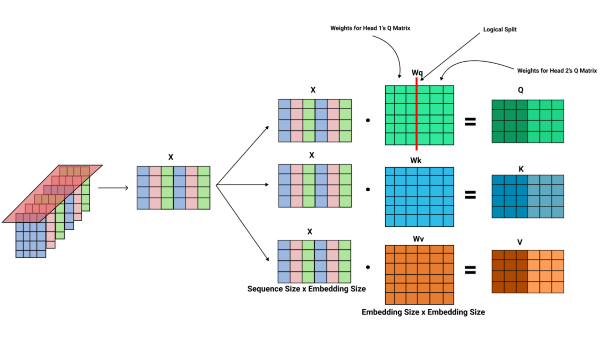 Weights for Head 1's Q Matrix
Logical Split
Weights for Head 2's Q Matrix
X
Wq
Q
X
X
Wk
K
X
Wv
V
Sequence Size x Embedding Size
Embedding Size x Embedding Size